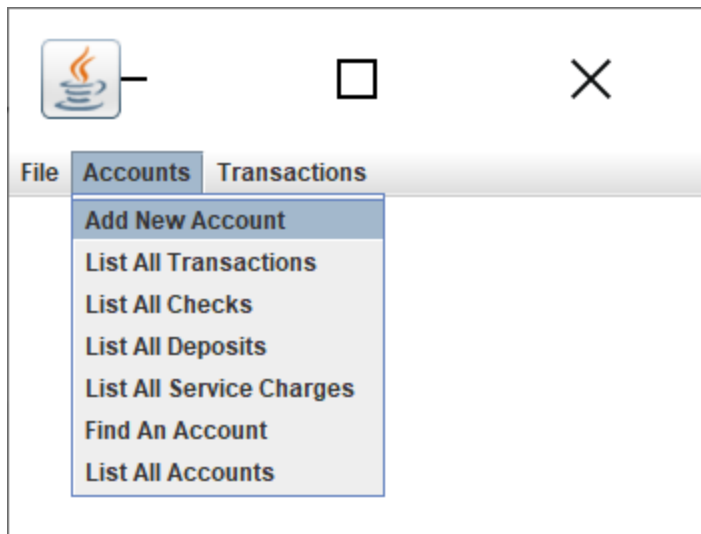 File Accounts Transactions
Add New Account
List All Transactions
List All Checks
List All Deposits
List All Service Charges
Find An Account
List All Accounts